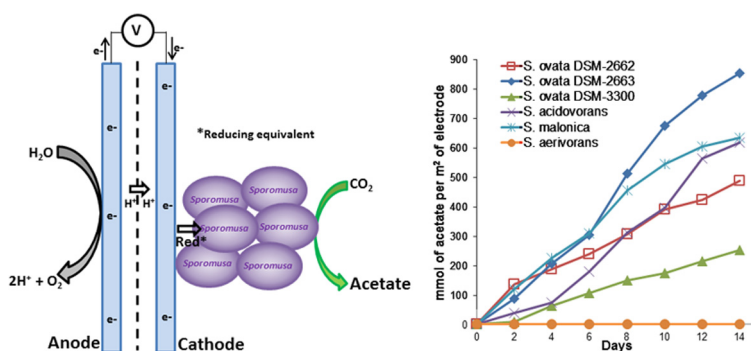 V
e- e-
e- e-
*Reducing equivalent
H₂O
CO₂
Sporomusa Sporomusa
H⁺ H⁺
e- e-
Sporomusa Sporomusa
Red*
Sporomusa Sporomusa
2H⁺ + O₂
Acetate
e- e-
Anode Cathode
mmol of acetate per m² of electrode
900
800
700
600
500
400
300
200
100
0
S. ovata DSM-2662
S. ovata DSM-2663
S. ovata DSM-3300
S. acidovorans
S. malonica
S. aerivorans
0 2 4 6 8 10 12 14
Days